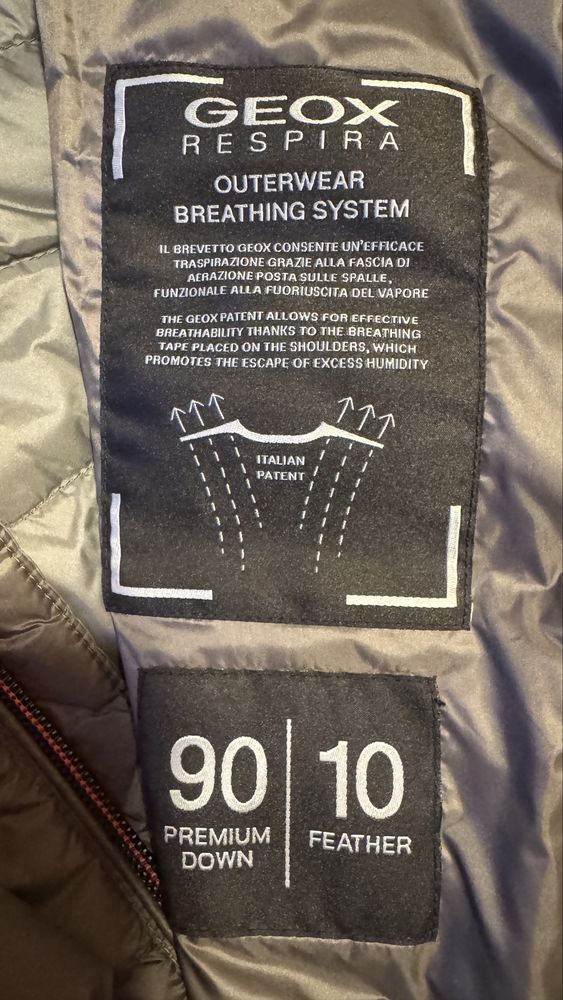 GEOX
RESPIRA
OUTERWEAR
BREATHING SYSTEM
IL BREVETTO GEOX CONSENTE UN'EFFICACE
TRASPIRAZIONE GRAZIE ALLA FASCIA DI
AERAZIONE POSTA SULLE SPALLE,
FUNZIONALE ALLA FUORIUSCITA DEL VAPORE
THE GEOX PATENT ALLOWS FOR EFFECTIVE
BREATHABILITY THANKS TO THE BREATHING
TAPE PLACED ON THE SHOULDERS, WHICH
PROMOTES THE ESCAPE OF EXCESS HUMIDITY
ITALIAN
PATENT
90
PREMIUM
DOWN
10
FEATHER